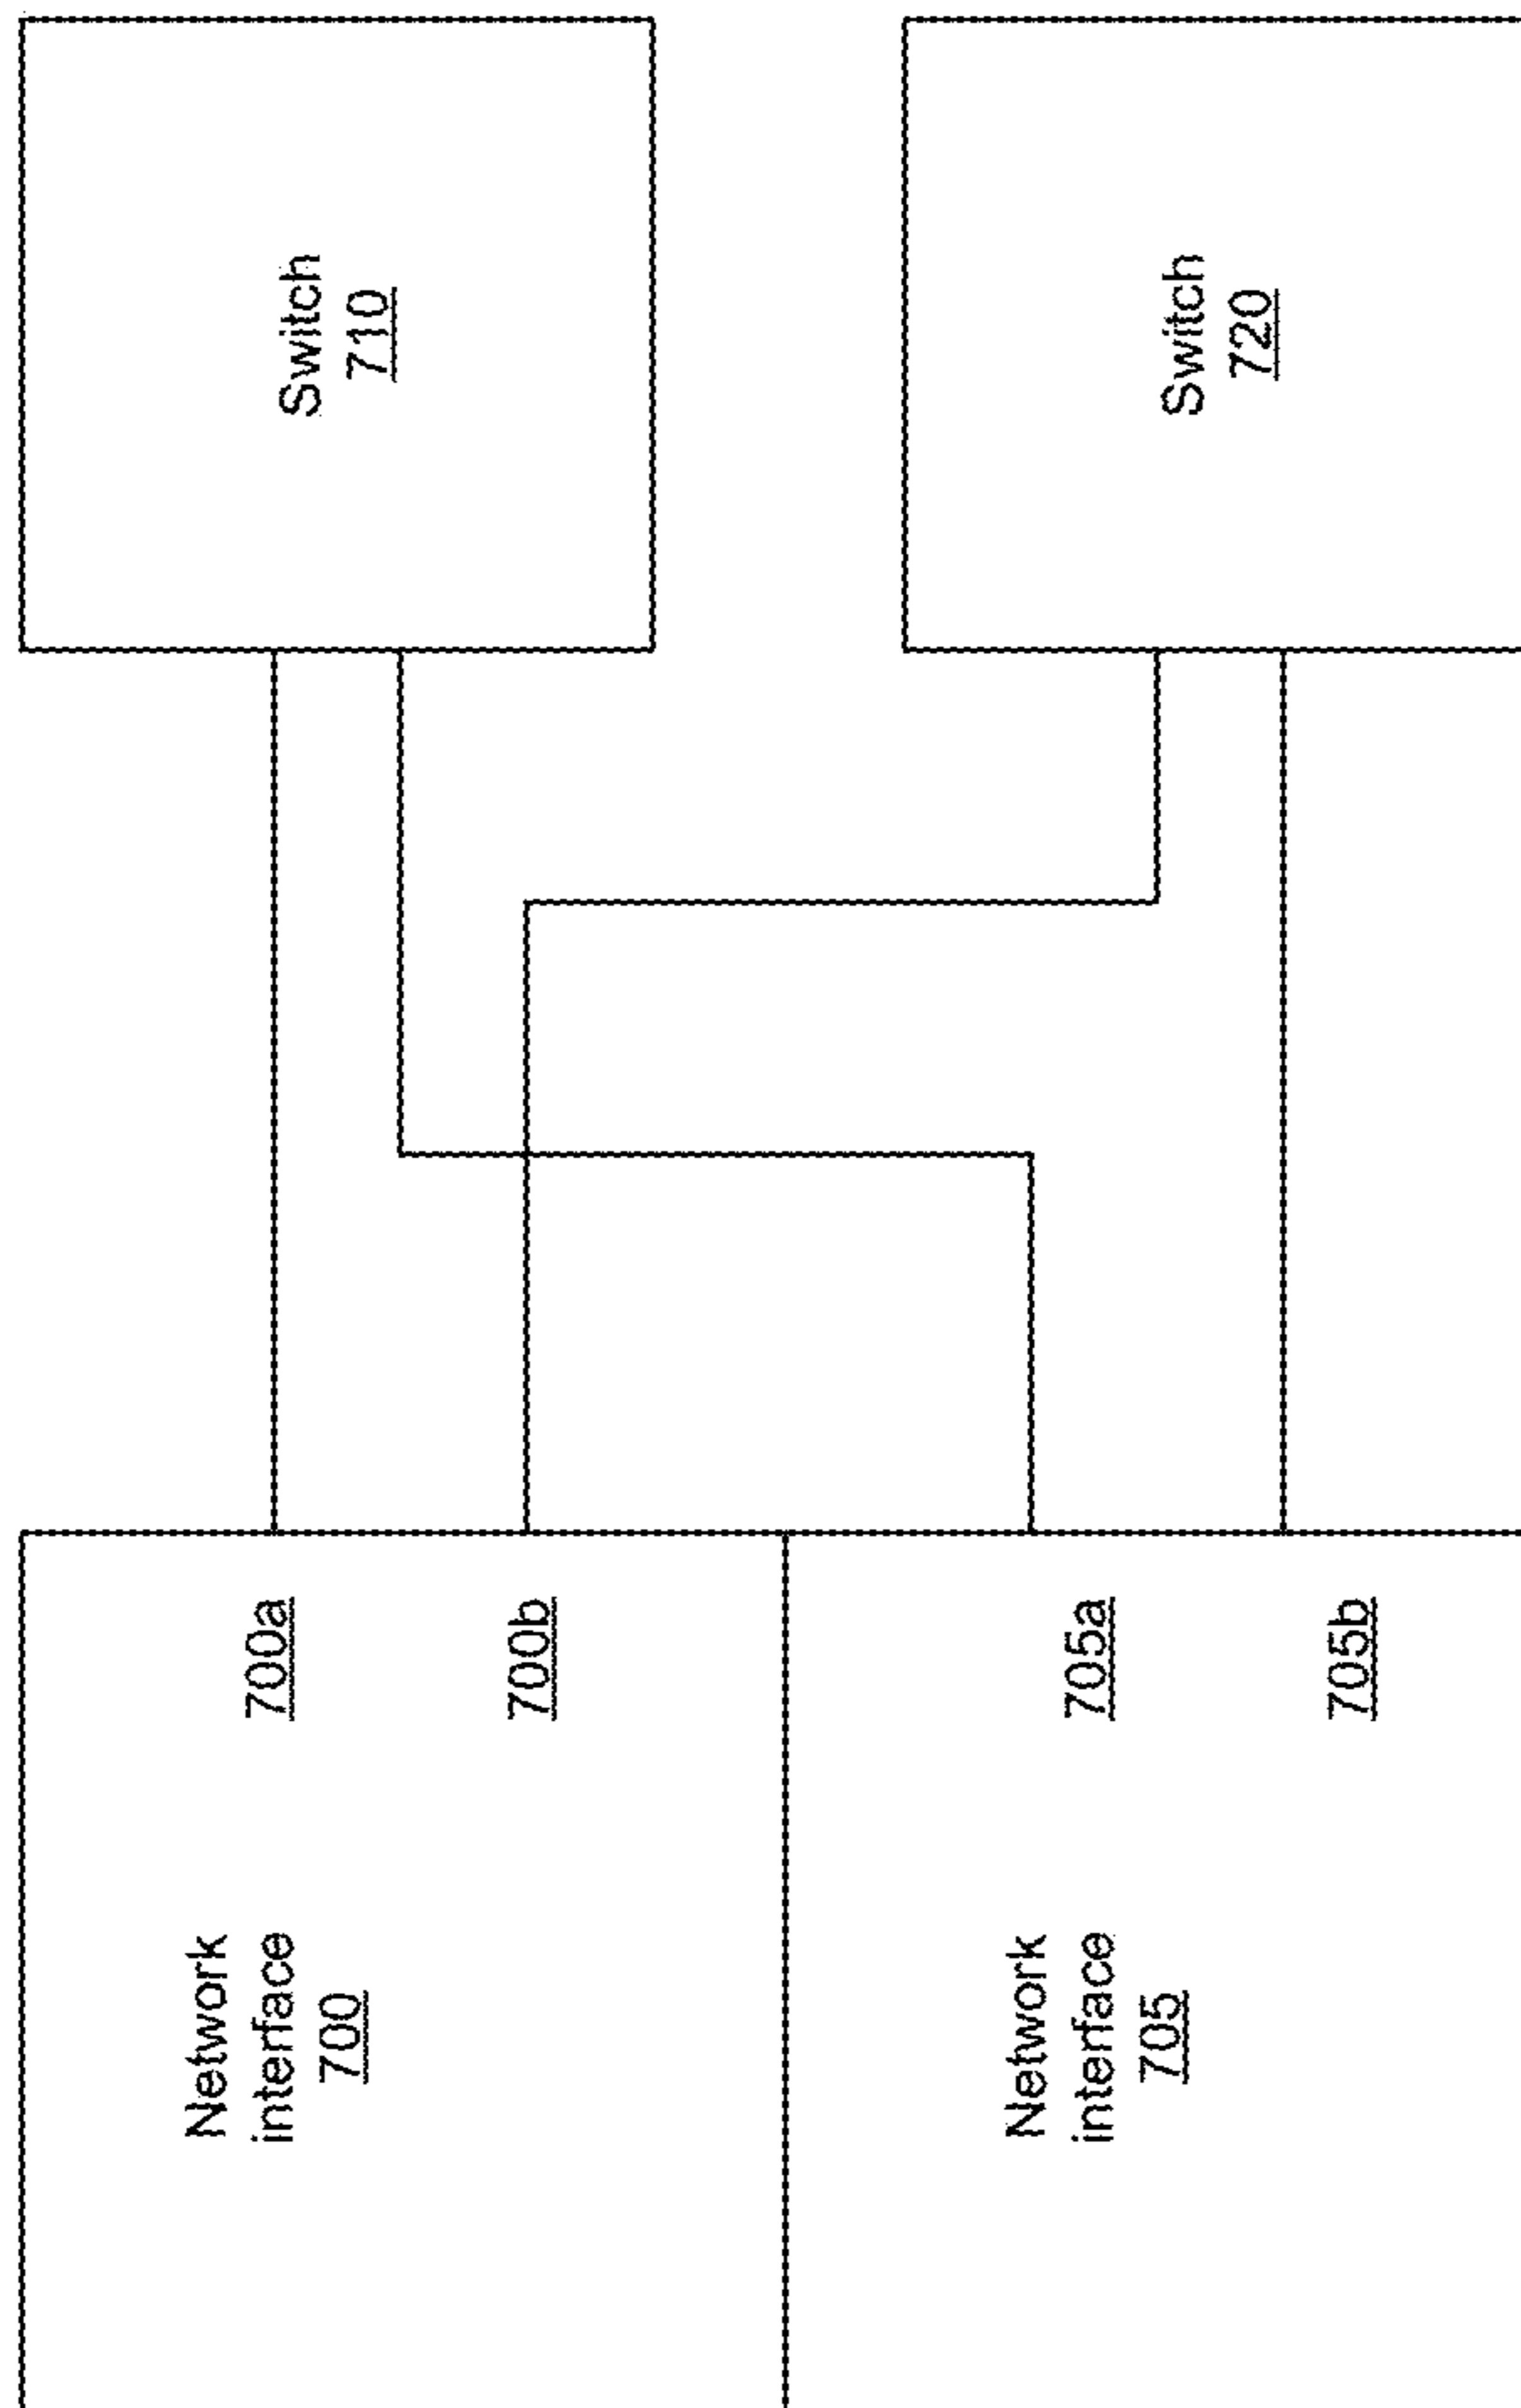 Network
interface
700
700a
700b
Switch
710
Network
interface
705
705a
705b
Switch
720